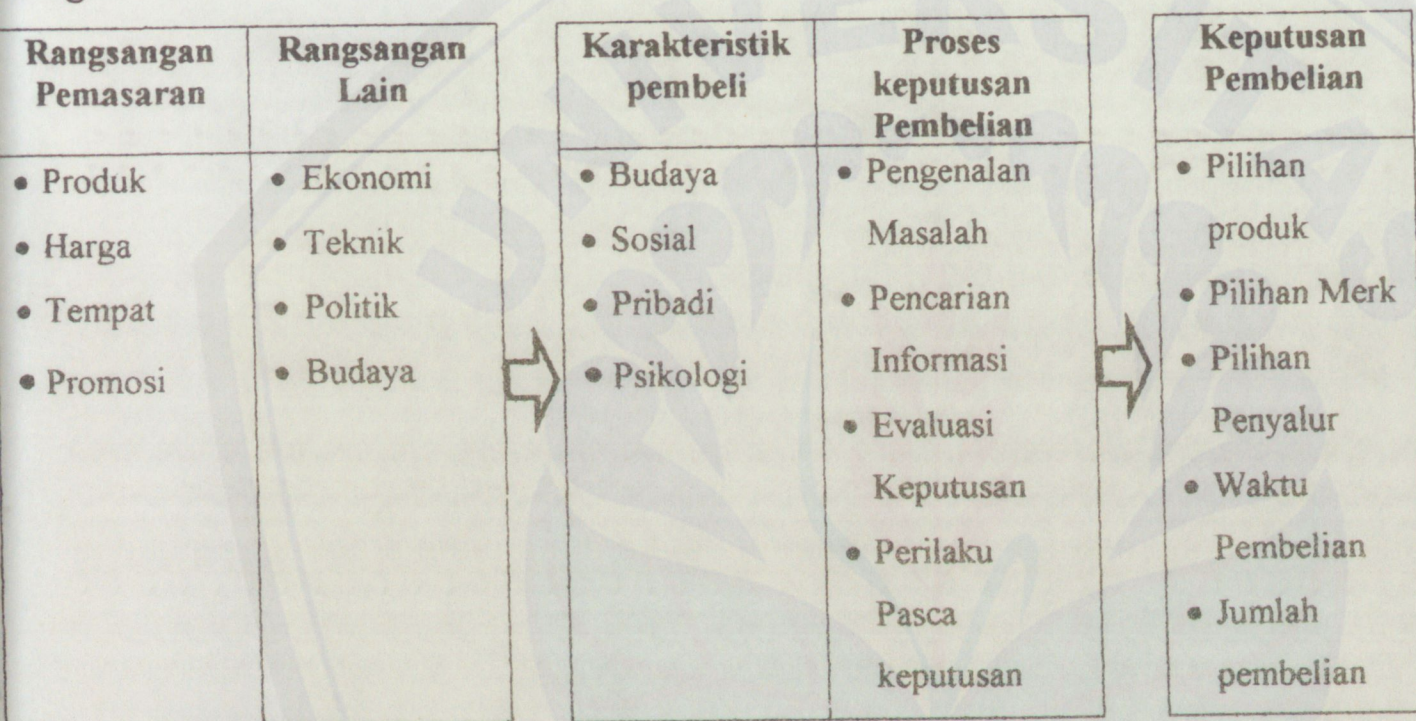 Rangsangan
Pemasaran
• Produk
• Harga
• Tempat
• Promosi
Rangsangan
Lain
• Ekonomi
• Teknik
• Politik
• Budaya
Karakteristik
pembeli
• Budaya
• Sosial
• Pribadi
• Psikologi
Proses
keputusan
Pembelian
• Pengenalan
Masalah
• Pencarian
Informasi
• Evaluasi
Keputusan
• Perilaku
Pasca
keputusan
Keputusan
Pembelian
• Pilihan
produk
• Pilihan Merk
• Pilihan
Penyalur
• Waktu
Pembelian
• Jumlah
pembelian